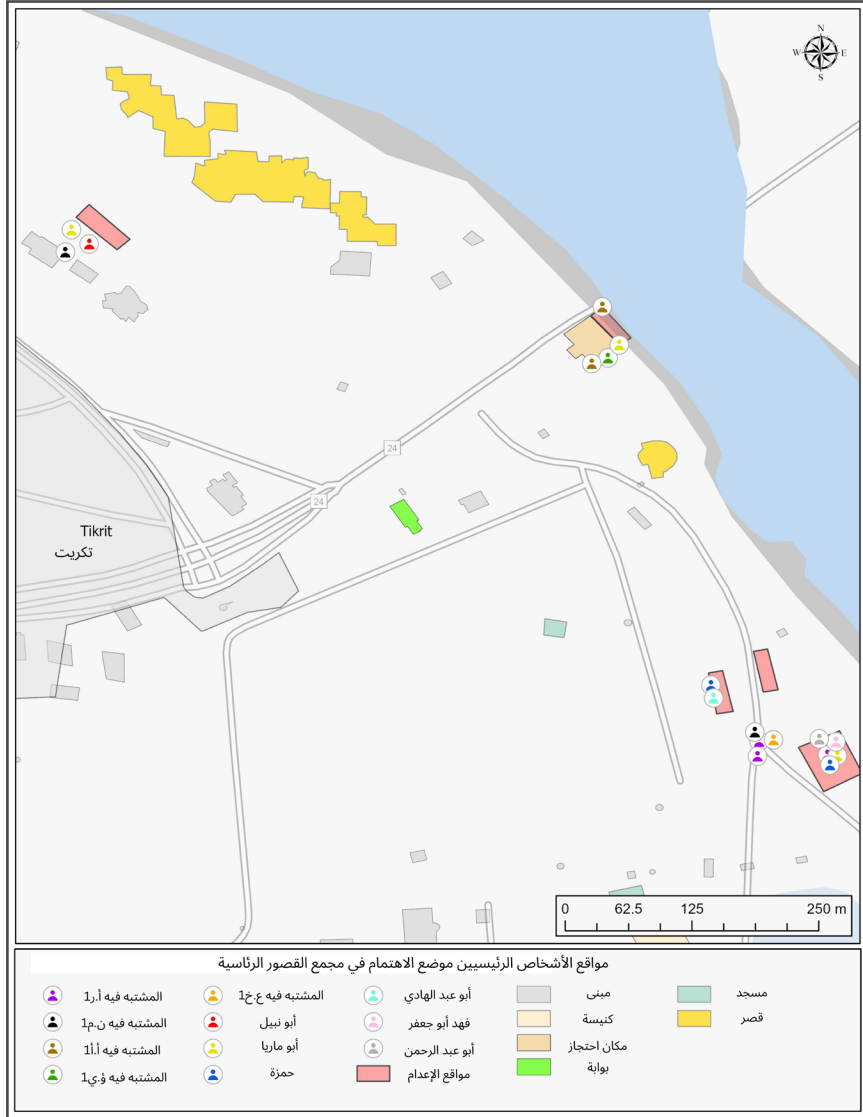 N
W E
S
24
24
Tikrit
تكريت
0 62.5 125 250 m
مواقع الأشخاص الرئيسيين موضع الاهتمام في مجمع القصور الرئاسية
المشتبه فيه أ.ر1
المشتبه فيه ن.م1
المشتبه فيه أ.أ1
المشتبه فيه ؤ.ي1
المشتبه فيه ع.خ1
أبو نبيل
أبو ماريا
حمزة
أبو عبد الهادي
فهد أبو جعفر
أبو عبد الرحمن
مواقع الإعدام
مبنى
كنيسة
مكان احتجاز
بوابة
مسجد
قصر